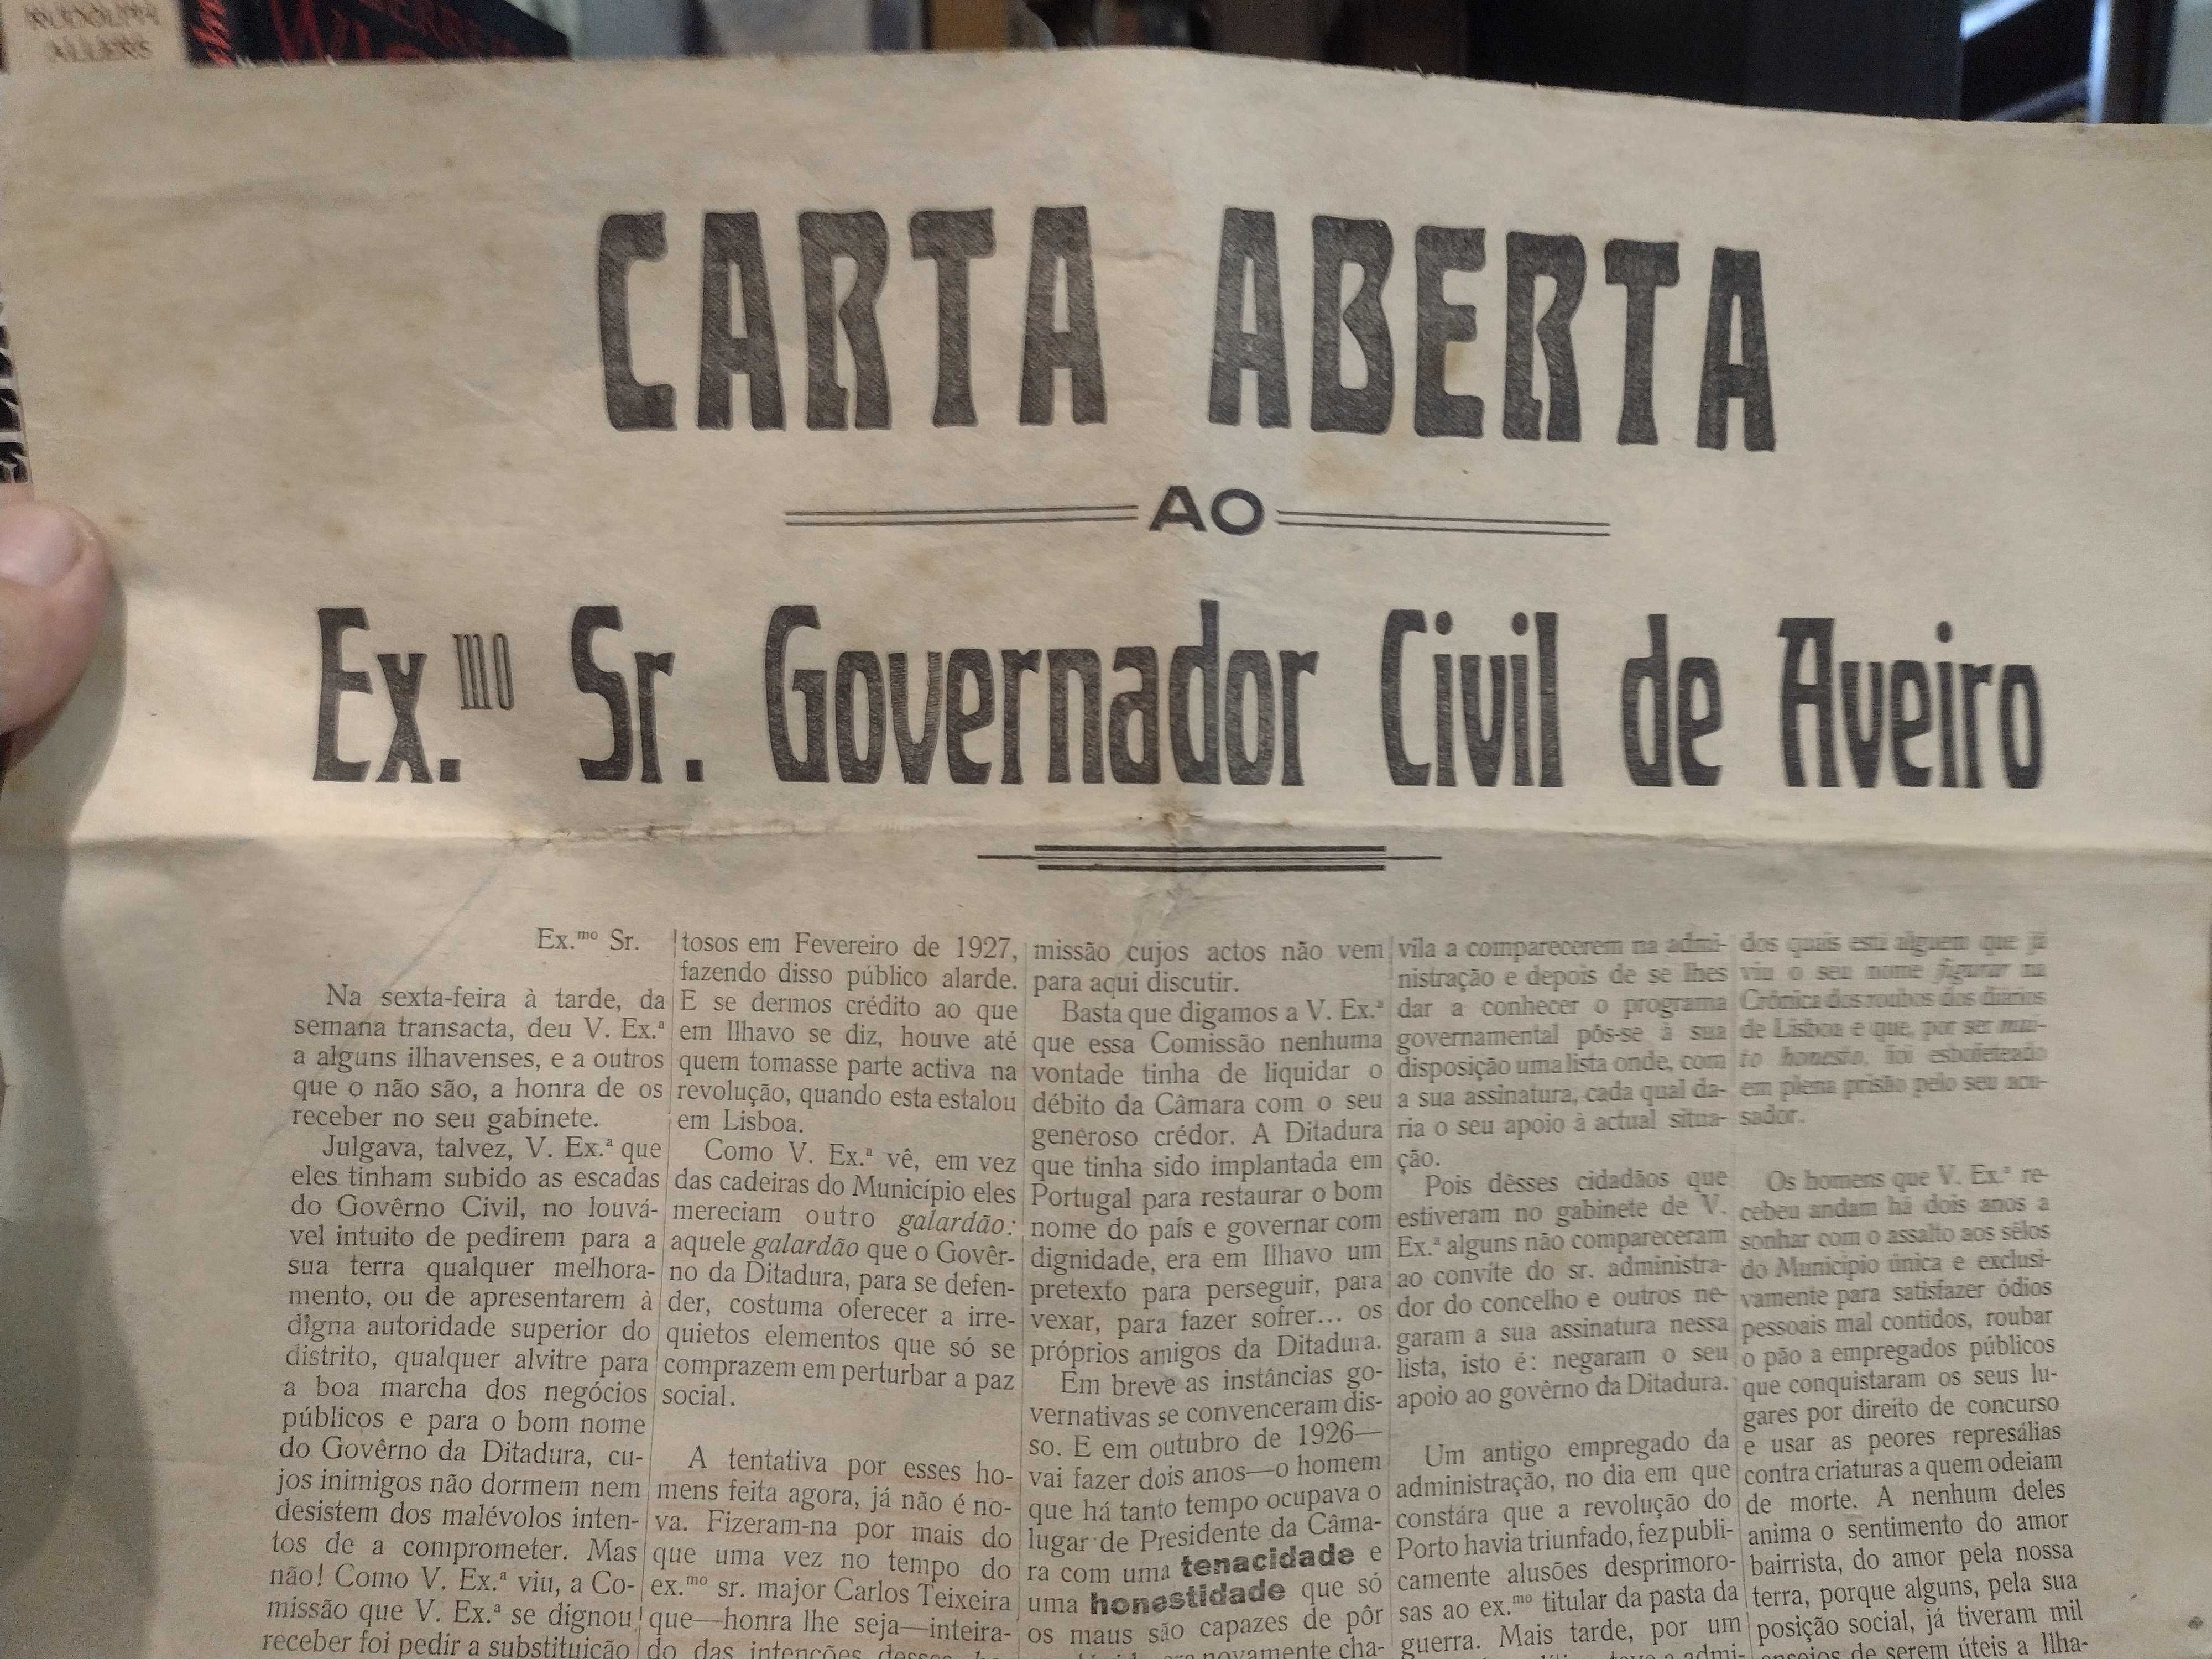 RUDOLPH
ALLERS
CARTA ABERTA
AO
Ex.mo Sr. Governador Civil de Aveiro
Ex.mo Sr.
Na sexta-feira à tarde, da
semana transacta, deu V. Ex.ª
a alguns ilhavenses, e a outros
que o não são, a honra de os
receber no seu gabinete.
Julgava, talvez, V. Ex.ª que
eles tinham subido as escadas
do Govêrno Civil, no louvá-
vel intuito de pedirem para a
sua terra qualquer melhora-
mento, ou de apresentarem à
digna autoridade superior do
distrito, qualquer alvitre para
a boa marcha dos negócios
públicos e para o bom nome
do Govêrno da Ditadura, cu-
jos inimigos não dormem nem
desistem dos malévolos inten-
tos de a comprometer. Mas
não! Como V. Ex.ª viu, a Co-
missão que V. Ex.ª se dignou
receber foi pedir a substituição
tosos em Fevereiro de 1927,
fazendo disso público alarde.
E se dermos crédito ao que
em Ilhavo se diz, houve até
quem tomasse parte activa na
revolução, quando esta estalou
em Lisboa.
Como V. Ex.ª vê, em vez
das cadeiras do Município eles
mereciam outro galardão:
aquele galardão que o Govêr-
no da Ditadura, para se defen-
der, costuma oferecer a irre-
quietos elementos que só se
comprazem em perturbar a paz
social.
A tentativa por esses ho-
mens feita agora, já não é no-
va. Fizeram-na por mais do
que uma vez no tempo do
ex.mo sr. major Carlos Teixeira
que—honra lhe seja—inteira-
do das intenções desses ho-
missão cujos actos não vem
para aqui discutir.
Basta que digamos a V. Ex.ª
que essa Comissão nenhuma
vontade tinha de liquidar o
débito da Câmara com o seu
generoso crédor. A Ditadura
que tinha sido implantada em
Portugal para restaurar o bom
nome do país e governar com
dignidade, era em Ilhavo um
pretexto para perseguir, para
vexar, para fazer sofrer... os
próprios amigos da Ditadura.
Em breve as instâncias go-
vernativas se convenceram dis-
so. E em outubro de 1926—
vai fazer dois anos—o homem
que há tanto tempo ocupava o
lugar de Presidente da Câma-
ra com uma tenacidade e
uma honestidade que só
os maus são capazes de pôr
novamente cha-
vila a comparecerem na admi-
nistração e depois de se lhes
dar a conhecer o programa
governamental pôs-se à sua
disposição uma lista onde, com
a sua assinatura, cada qual da-
ria o seu apoio à actual situa-
ção.
Pois dêsses cidadãos que
estiveram no gabinete de V.
Ex.ª alguns não compareceram
ao convite do sr. administra-
dor do concelho e outros ne-
garam a sua assinatura nessa
lista, isto é: negaram o seu
apoio ao govêrno da Ditadura.
Um antigo empregado da
administração, no dia em que
constára que a revolução do
Porto havia triunfado, fez publi-
camente alusões desprimoro-
sas ao ex.mo titular da pasta da
guerra. Mais tarde, por um
dos quais está alguem que já
viu o seu nome figurar na
Crónica dos roubos dos diários
de Lisboa e que, por ser mui-
to honesto, foi esbofeteado
em plena prisão pelo seu acu-
sador.
Os homens que V. Ex.ª re-
cebeu andam há dois anos a
sonhar com o assalto aos sêlos
do Município única e exclusi-
vamente para satisfazer ódios
pessoais mal contidos, roubar
o pão a empregados públicos
que conquistaram os seus lu-
gares por direito de concurso
e usar as peores represálias
contra criaturas a quem odeiam
de morte. A nenhum deles
anima o sentimento do amor
bairrista, do amor pela nossa
terra, porque alguns, pela sua
posição social, já tiveram mil
ensejos de serem úteis a Ilha-